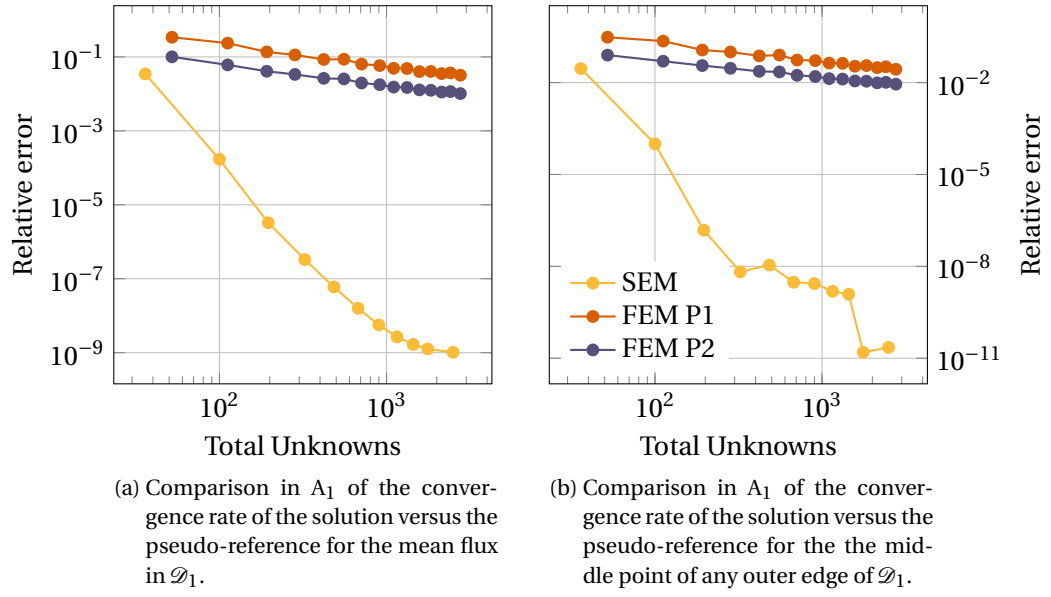 10^{-1}
10^{-3}
10^{-5}
10^{-7}
10^{-9}
Relative error
10^2
10^3
Total Unknowns
(a) Comparison in A_1 of the conver-
gence rate of the solution versus the
pseudo-reference for the mean flux
in 𝒟_1.
SEM
FEM P1
FEM P2
10^{-2}
10^{-5}
10^{-8}
10^{-11}
Relative error
10^2
10^3
Total Unknowns
(b) Comparison in A_1 of the conver-
gence rate of the solution versus the
pseudo-reference for the the mid-
dle point of any outer edge of 𝒟_1.